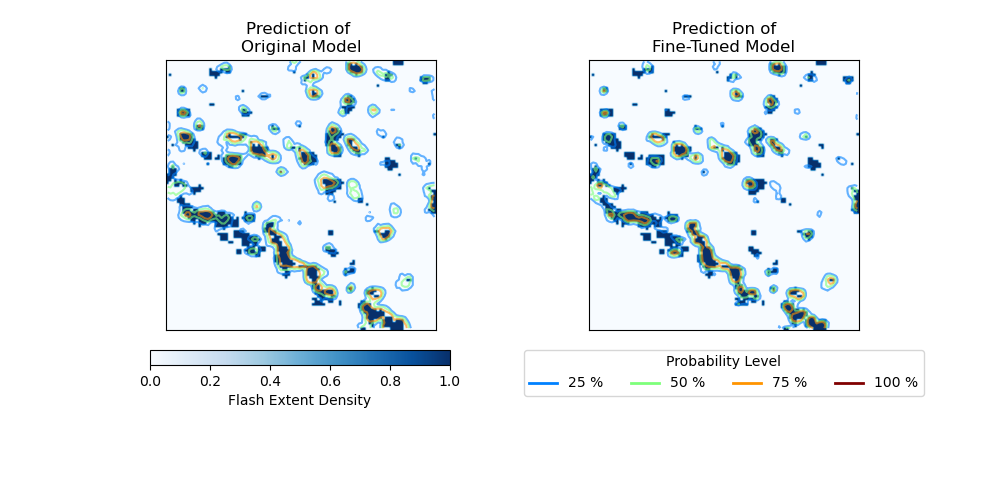 Prediction of
Original Model
Prediction of
Fine-Tuned Model
0.0 0.2 0.4 0.6 0.8 1.0
Flash Extent Density
Probability Level
25 % 50 % 75 % 100 %